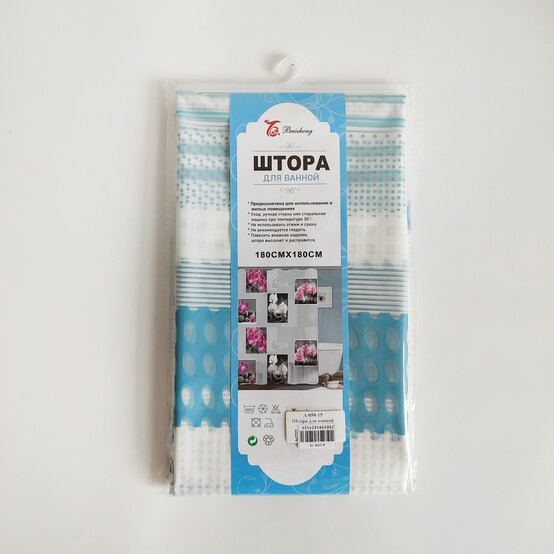 Baisheng
ШТОРА
ДЛЯ ВАННОЙ
* Предназначена для использования в
жилых помещениях
* Уход: ручная стирка или стиральная
машина при температуре 30 С
* Не использовать отжим и сушку
* Не рекомендуется гладить
* Повесить влажное изделие,
штора высохнет и расправится
180СМХ180СМ
Штора для ванной